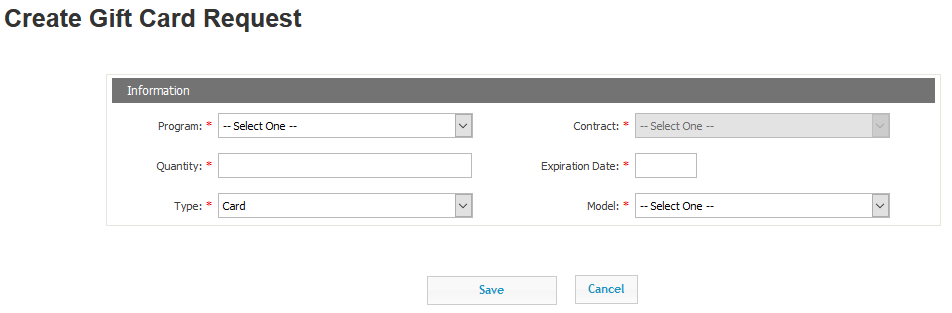 Create Gift Card Request
Information
Program: * -- Select One -- Contract: * -- Select One --
Quantity: * Expiration Date: *
Type: * Card Model: * -- Select One --
Save Cancel